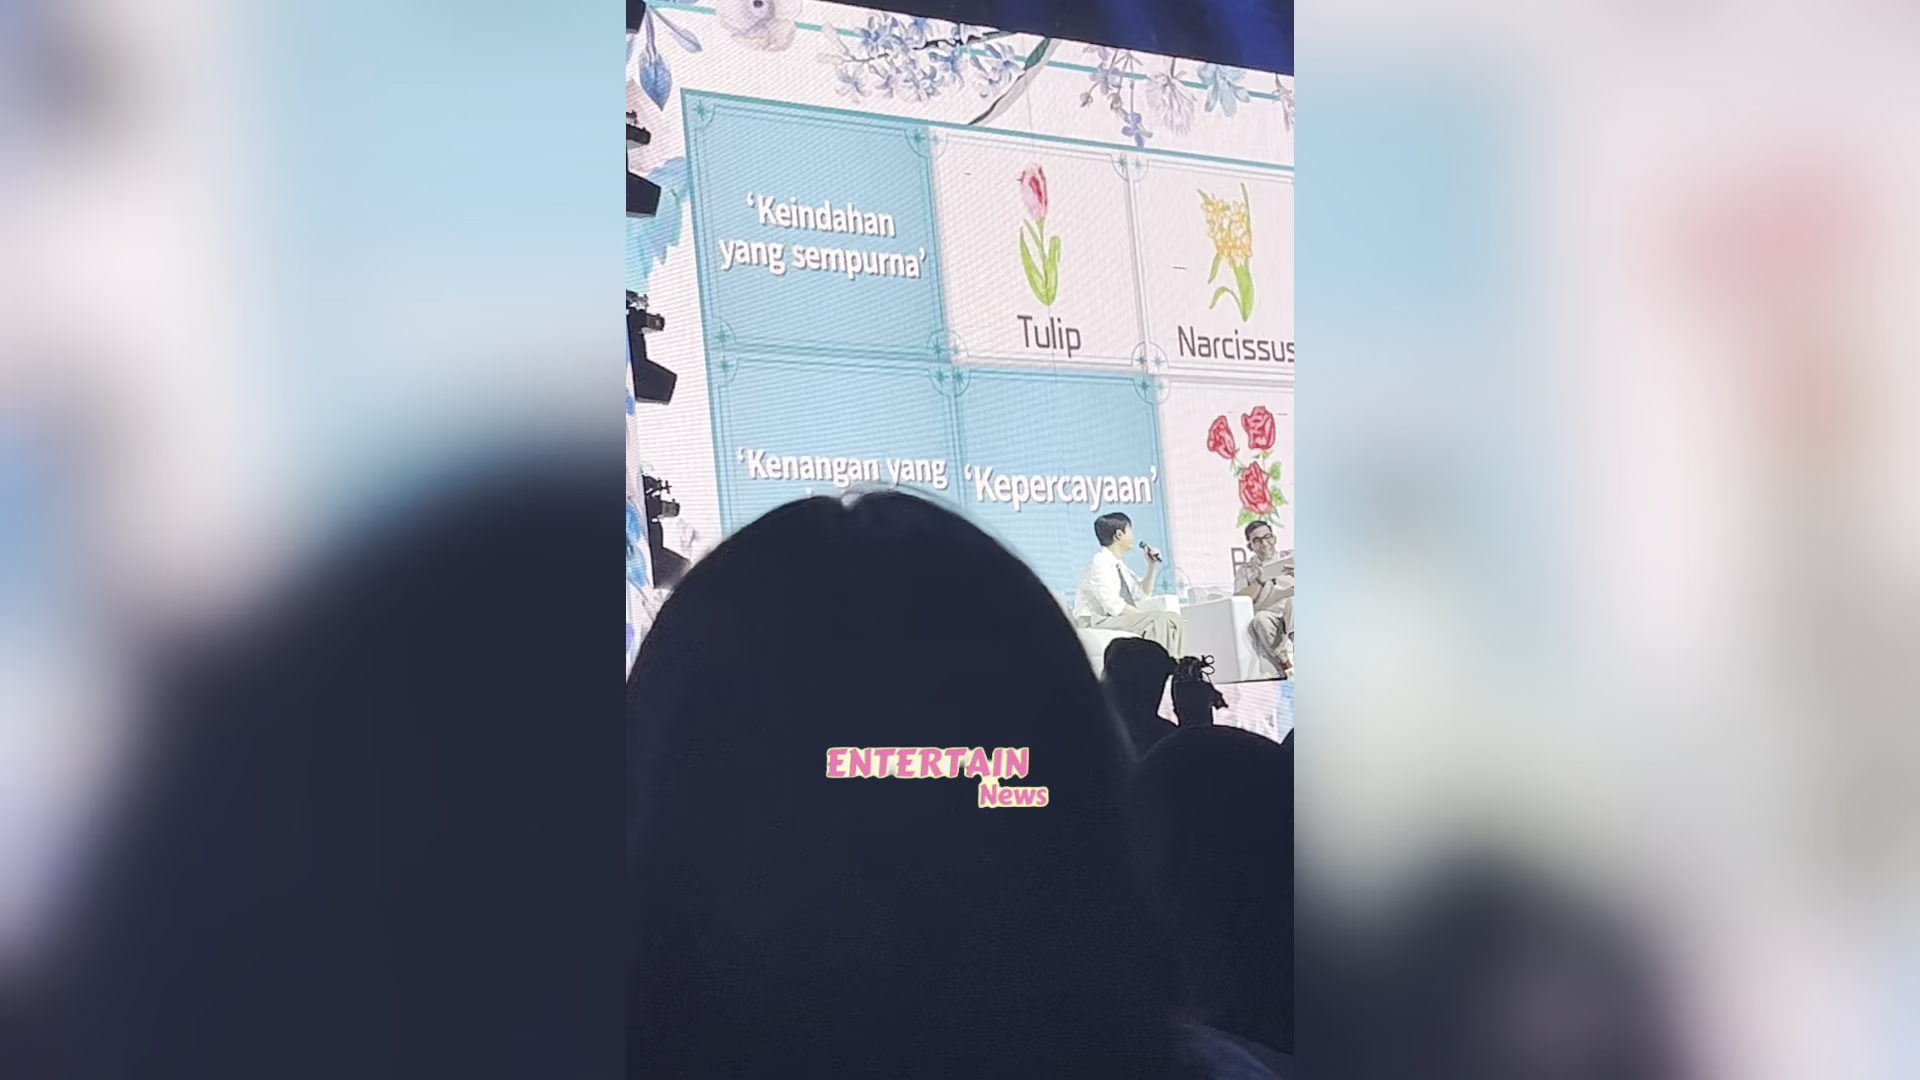 ‘Keindahan
yang sempurna’
Tulip
Narcissus
‘Kenangan yang
‘Kepercayaan’
ENTERTAIN
News